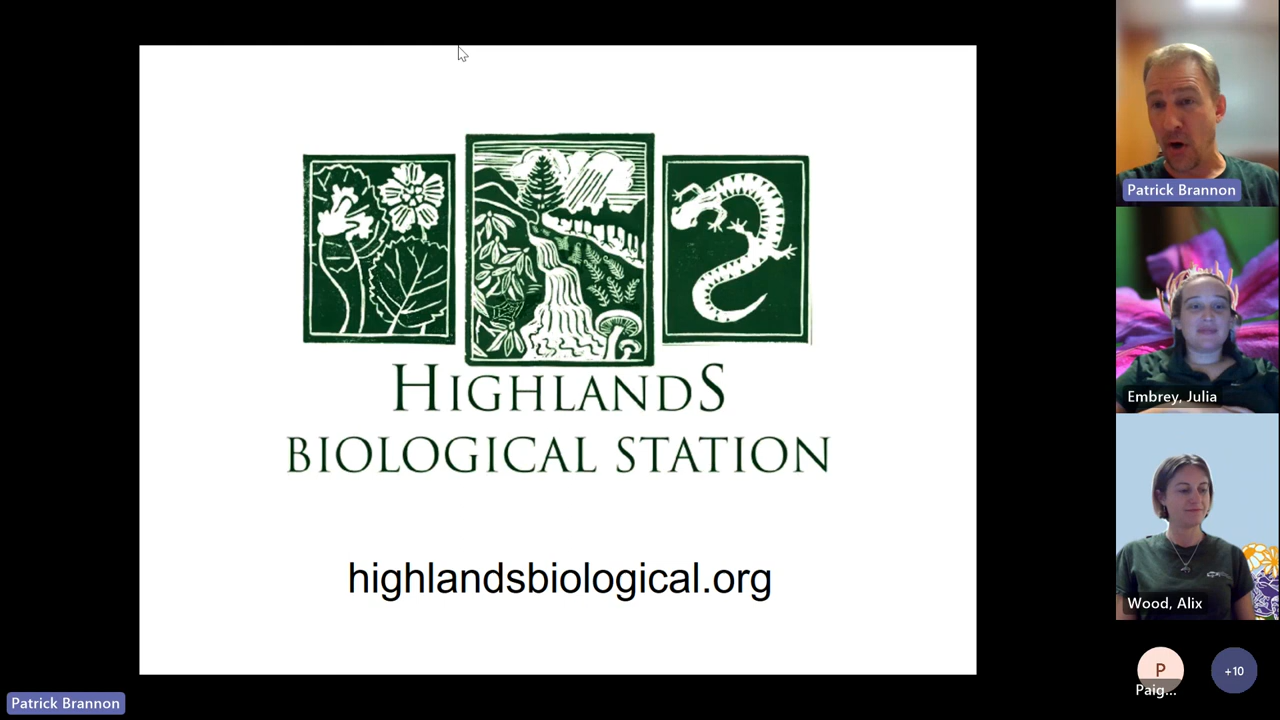 HIGHLANDS
BIOLOGICAL STATION
highlandsbiological.org
Patrick Brannon
Embrey, Julia
Wood, Alix
P
Paig...
+10
Patrick Brannon